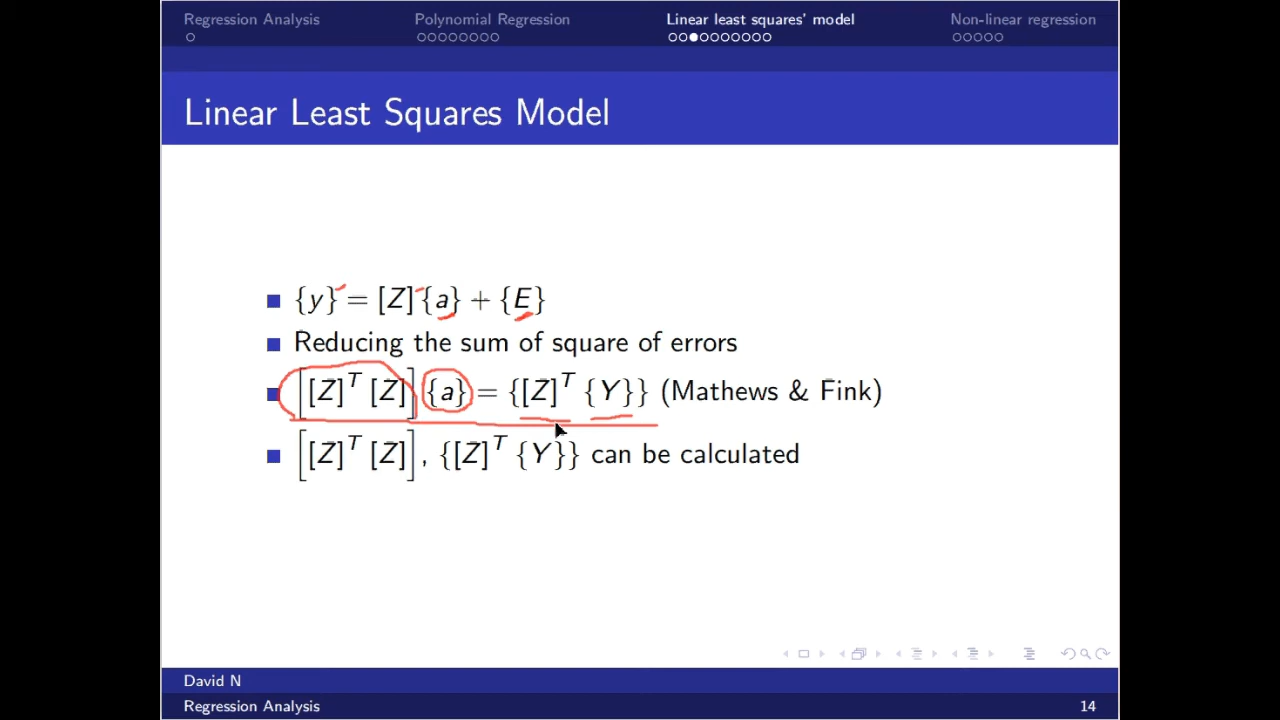 Regression Analysis Polynomial Regression Linear least squares' model Non-linear regression
Linear Least Squares Model
{y} = [Z] {a} + {E}
Reducing the sum of square of errors
[[Z]ᵀ [Z]] {a} = {[Z]ᵀ {Y}} (Mathews & Fink)
[[Z]ᵀ [Z]], {[Z]ᵀ {Y}} can be calculated
David N
Regression Analysis 14